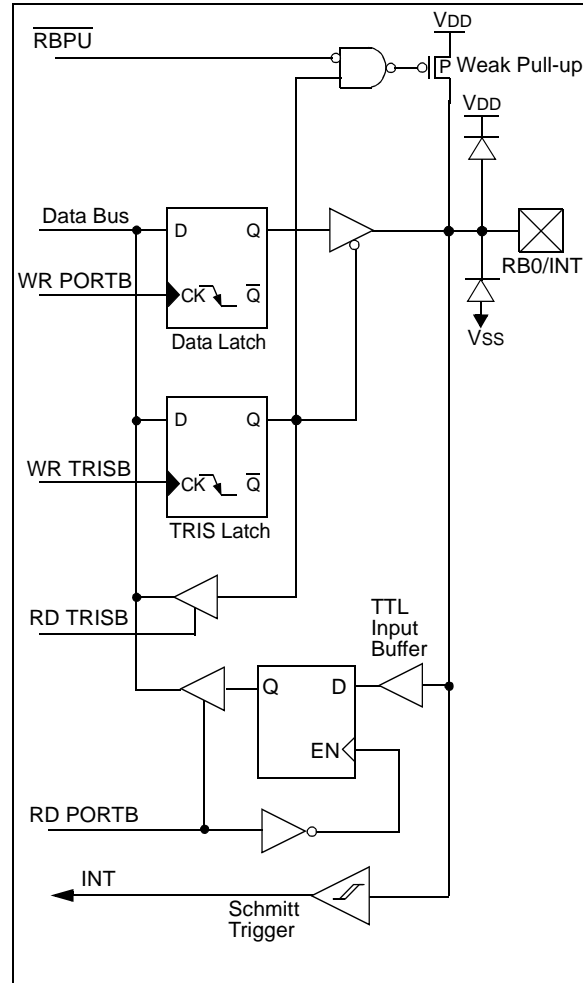 VDD
R̅B̅P̅U̅
P
Weak Pull-up
VDD
Data Bus
D
Q
RB0/INT
WR PORTB
CK
Q̅
VSS
Data Latch
D
Q
WR TRISB
CK
Q̅
TRIS Latch
RD TRISB
TTL
Input
Buffer
Q
D
EN
RD PORTB
INT
Schmitt
Trigger